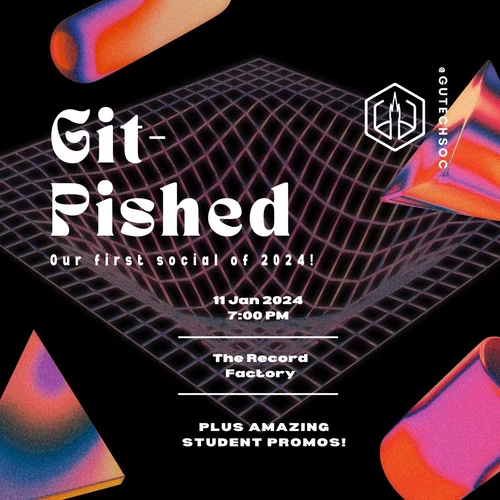 Git-
Pished
Our first social of 2024!
@GUTECHSOC
11 Jan 2024
7:00 PM
The Record
Factory
PLUS AMAZING
STUDENT PROMOS!